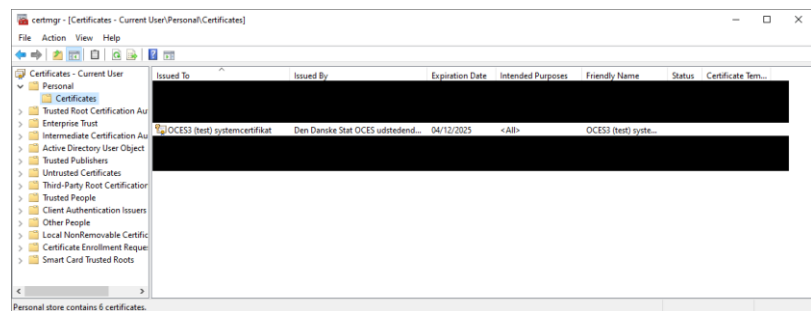 certmgr - [Certificates - Current User\Personal\Certificates]
File Action View Help
Certificates - Current User
Personal
Certificates
Trusted Root Certification Au
Enterprise Trust
Intermediate Certification Au
Active Directory User Object
Trusted Publishers
Untrusted Certificates
Third-Party Root Certification
Trusted People
Client Authentication Issuers
Other People
Local NonRemovable Certific
Certificate Enrollment Reque
Smart Card Trusted Roots
Issued To Issued By Expiration Date Intended Purposes Friendly Name Status Certificate Tem...
OCES3 (test) systemcertifikat Den Danske Stat OCES udstedend... 04/12/2025 <All> OCES3 (test) syste...
Personal store contains 6 certificates.